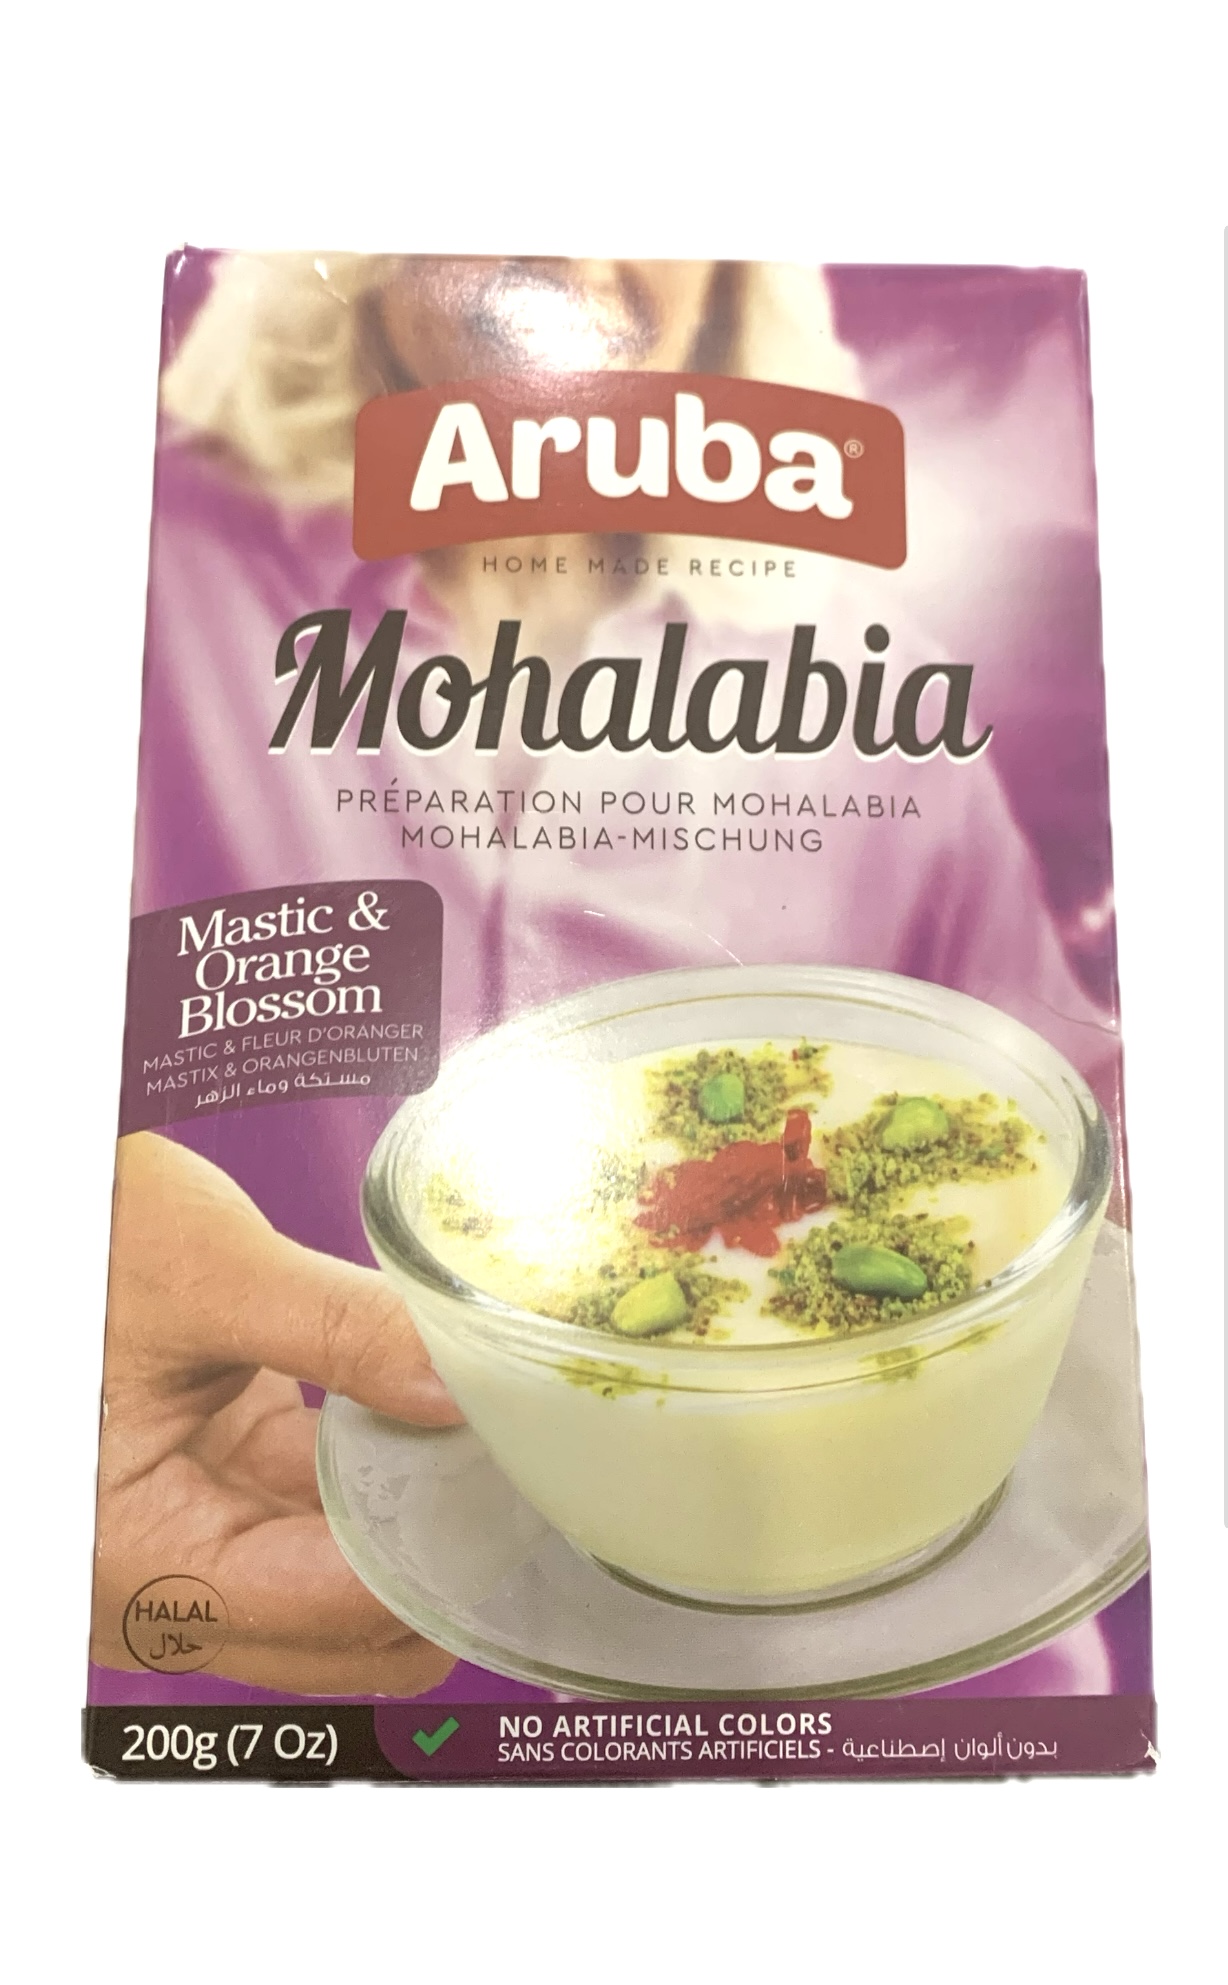 Aruba®
HOME MADE RECIPE
Mohalabia
PRÉPARATION POUR MOHALABIA
MOHALABIA-MISCHUNG
Mastic &
Orange
Blossom
MASTIC & FLEUR D'ORANGER
MASTIX & ORANGENBLUTEN
مستكة وماء الزهر
HALAL
حلال
200g (7 Oz)
NO ARTIFICIAL COLORS
SANS COLORANTS ARTIFICIELS - بدون ألوان إصطناعية